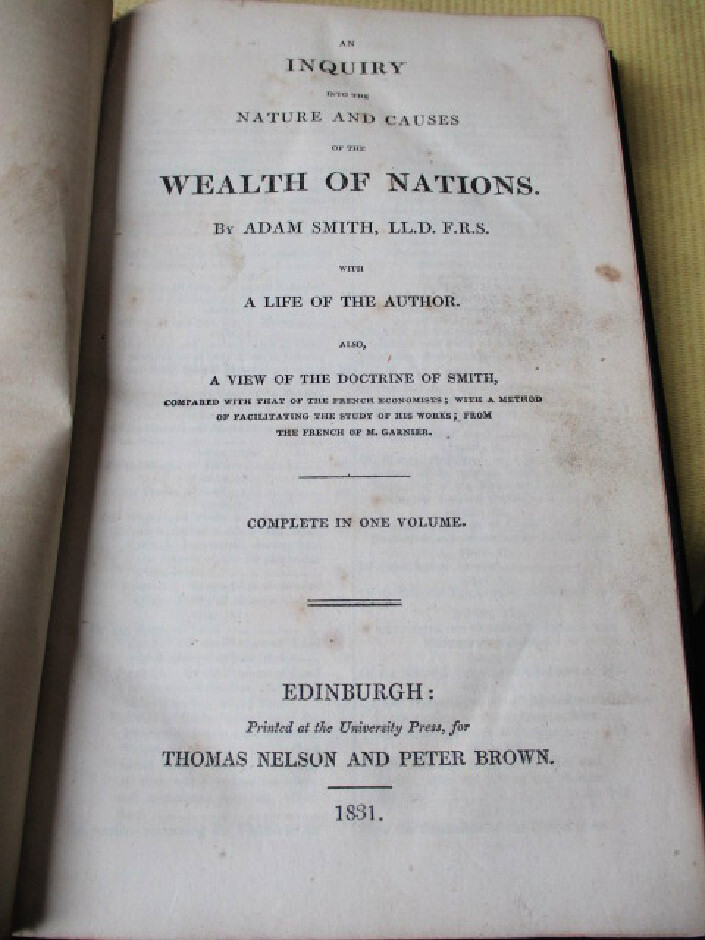 AN
INQUIRY
INTO THE
NATURE AND CAUSES
OF THE
WEALTH OF NATIONS.
BY ADAM SMITH, LL.D. F.R.S.
WITH
A LIFE OF THE AUTHOR.
ALSO,
A VIEW OF THE DOCTRINE OF SMITH,
COMPARED WITH THAT OF THE FRENCH ECONOMISTS; WITH A METHOD
OF FACILITATING THE STUDY OF HIS WORKS; FROM
THE FRENCH OF M. GARNIER.
COMPLETE IN ONE VOLUME.
EDINBURGH:
Printed at the University Press, for
THOMAS NELSON AND PETER BROWN.
1831.